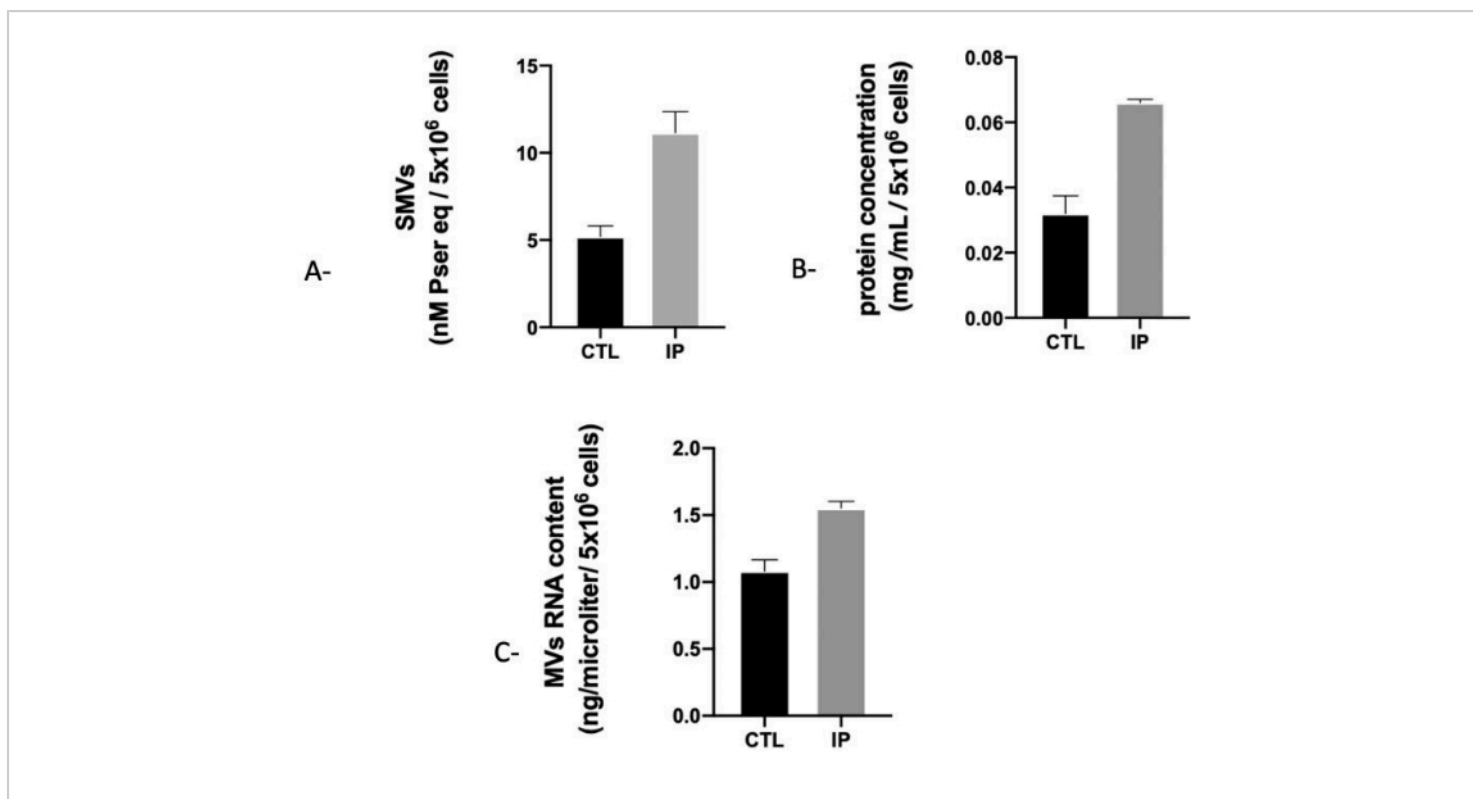 A-
SMVs
(nM Pser eq / 5x10⁶ cells)
15
10
5
0
CTL IP
B-
protein concentration
(mg /mL / 5x10⁶ cells)
0.08
0.06
0.04
0.02
0.00
CTL IP
C-
MVs RNA content
(ng/microliter/ 5x10⁶ cells)
2.0
1.5
1.0
0.5
0.0
CTL IP